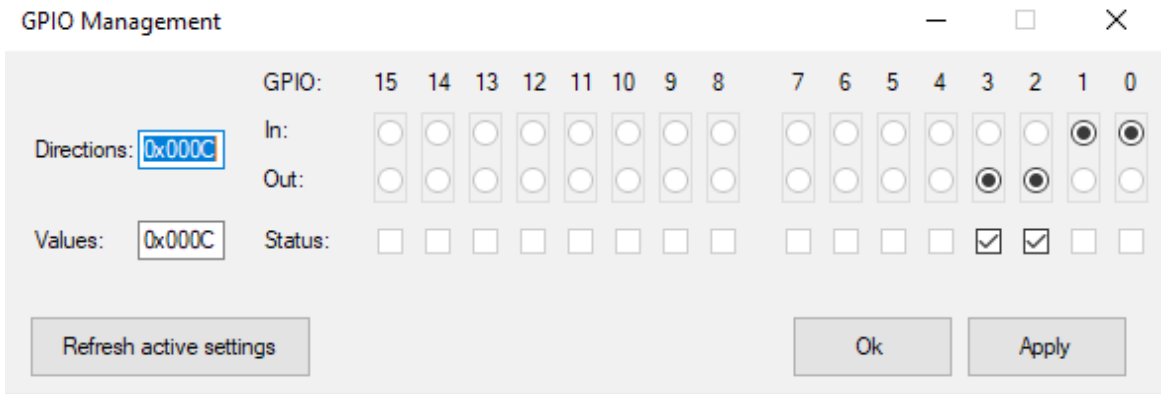 GPIO Management
GPIO: 15 14 13 12 11 10 9 8 7 6 5 4 3 2 1 0
In:
Directions: 0x000C
Out:
Values: 0x000C Status:
Refresh active settings Ok Apply